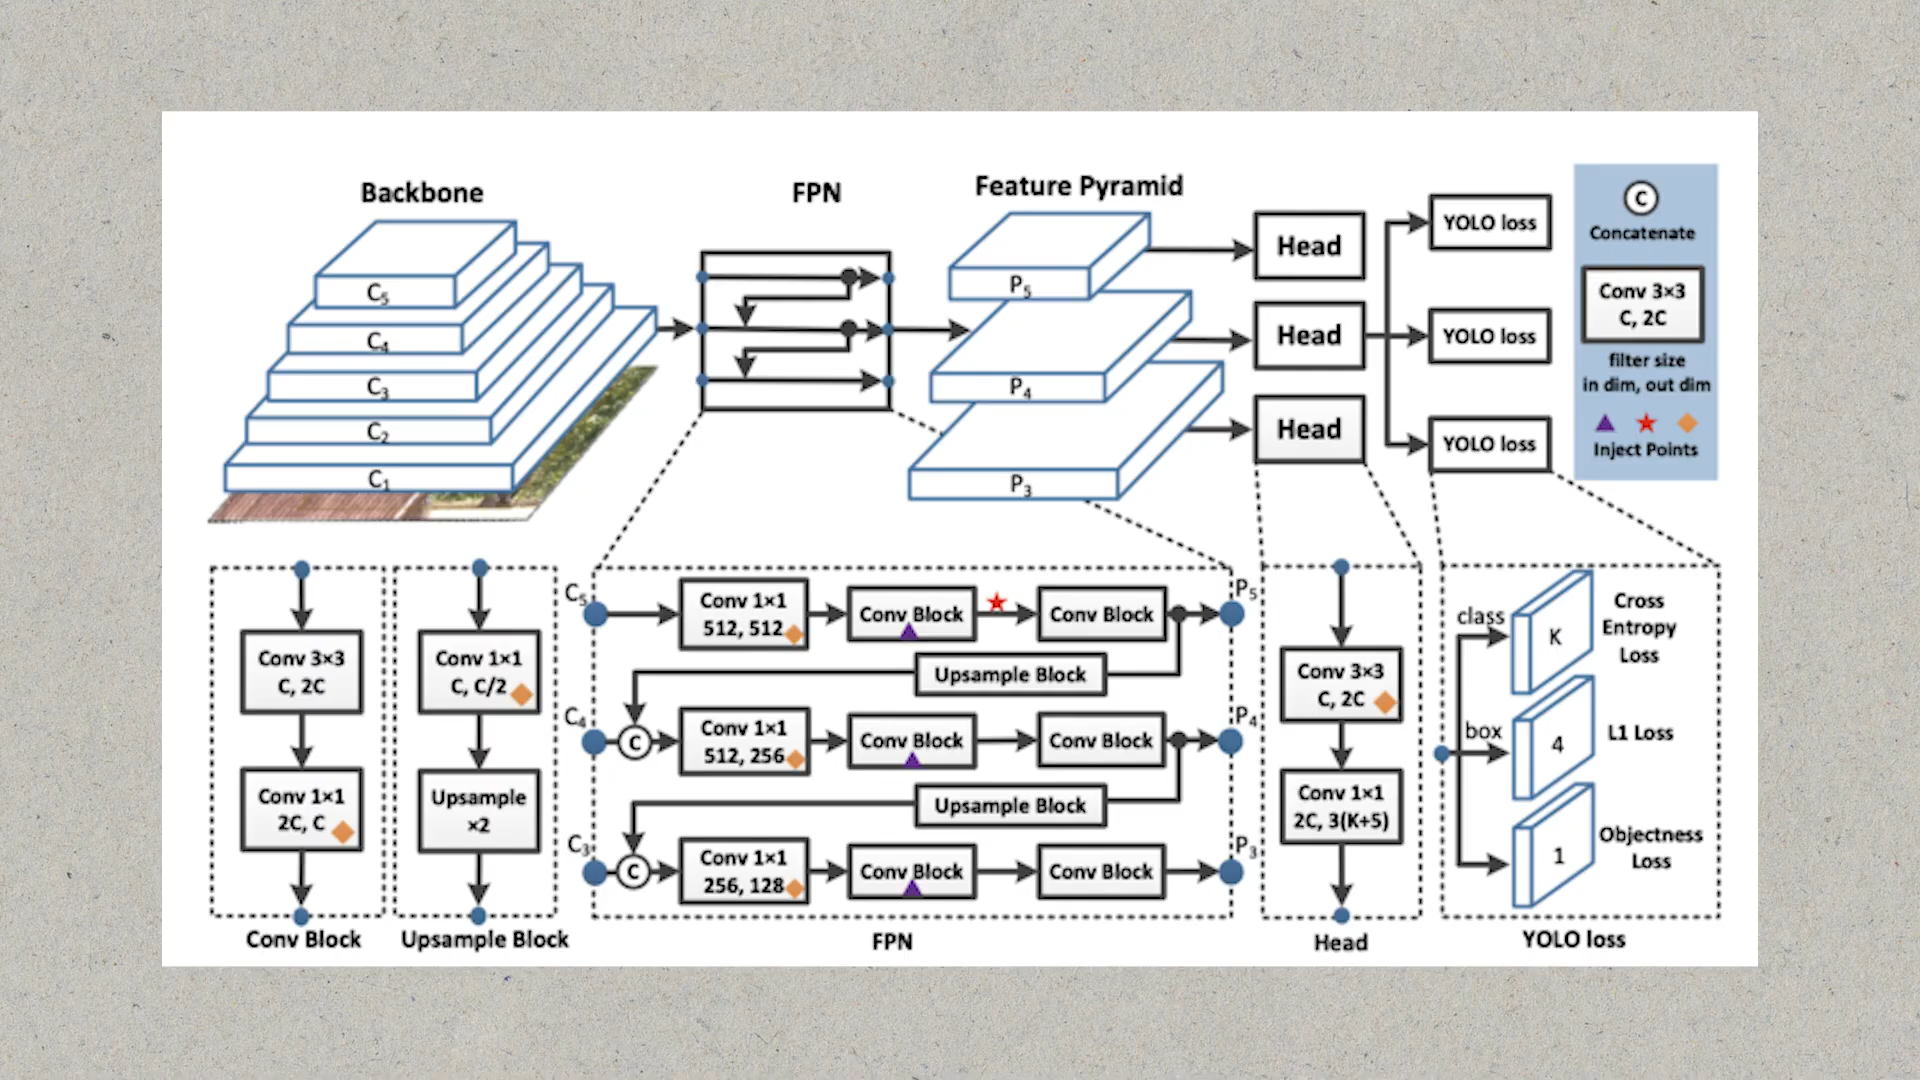 Backbone
FPN
Feature Pyramid
C5
C4
C3
C2
C1
P5
P4
P3
Head
Head
Head
YOLO loss
YOLO loss
YOLO loss
C
Concatenate
Conv 3×3
C, 2C
filter size
in dim, out dim
Inject Points
Conv 3×3
C, 2C
Conv 1×1
2C, C
Conv Block
Conv 1×1
C, C/2
Upsample
×2
Upsample Block
C5
Conv 1×1
512, 512
Conv Block
Conv Block
P5
Upsample Block
C4
C
Conv 1×1
512, 256
Conv Block
Conv Block
P4
Upsample Block
C3
C
Conv 1×1
256, 128
Conv Block
Conv Block
P3
FPN
Conv 3×3
C, 2C
Conv 1×1
2C, 3(K+5)
Head
class
K
Cross
Entropy
Loss
box
4
L1 Loss
1
Objectness
Loss
YOLO loss